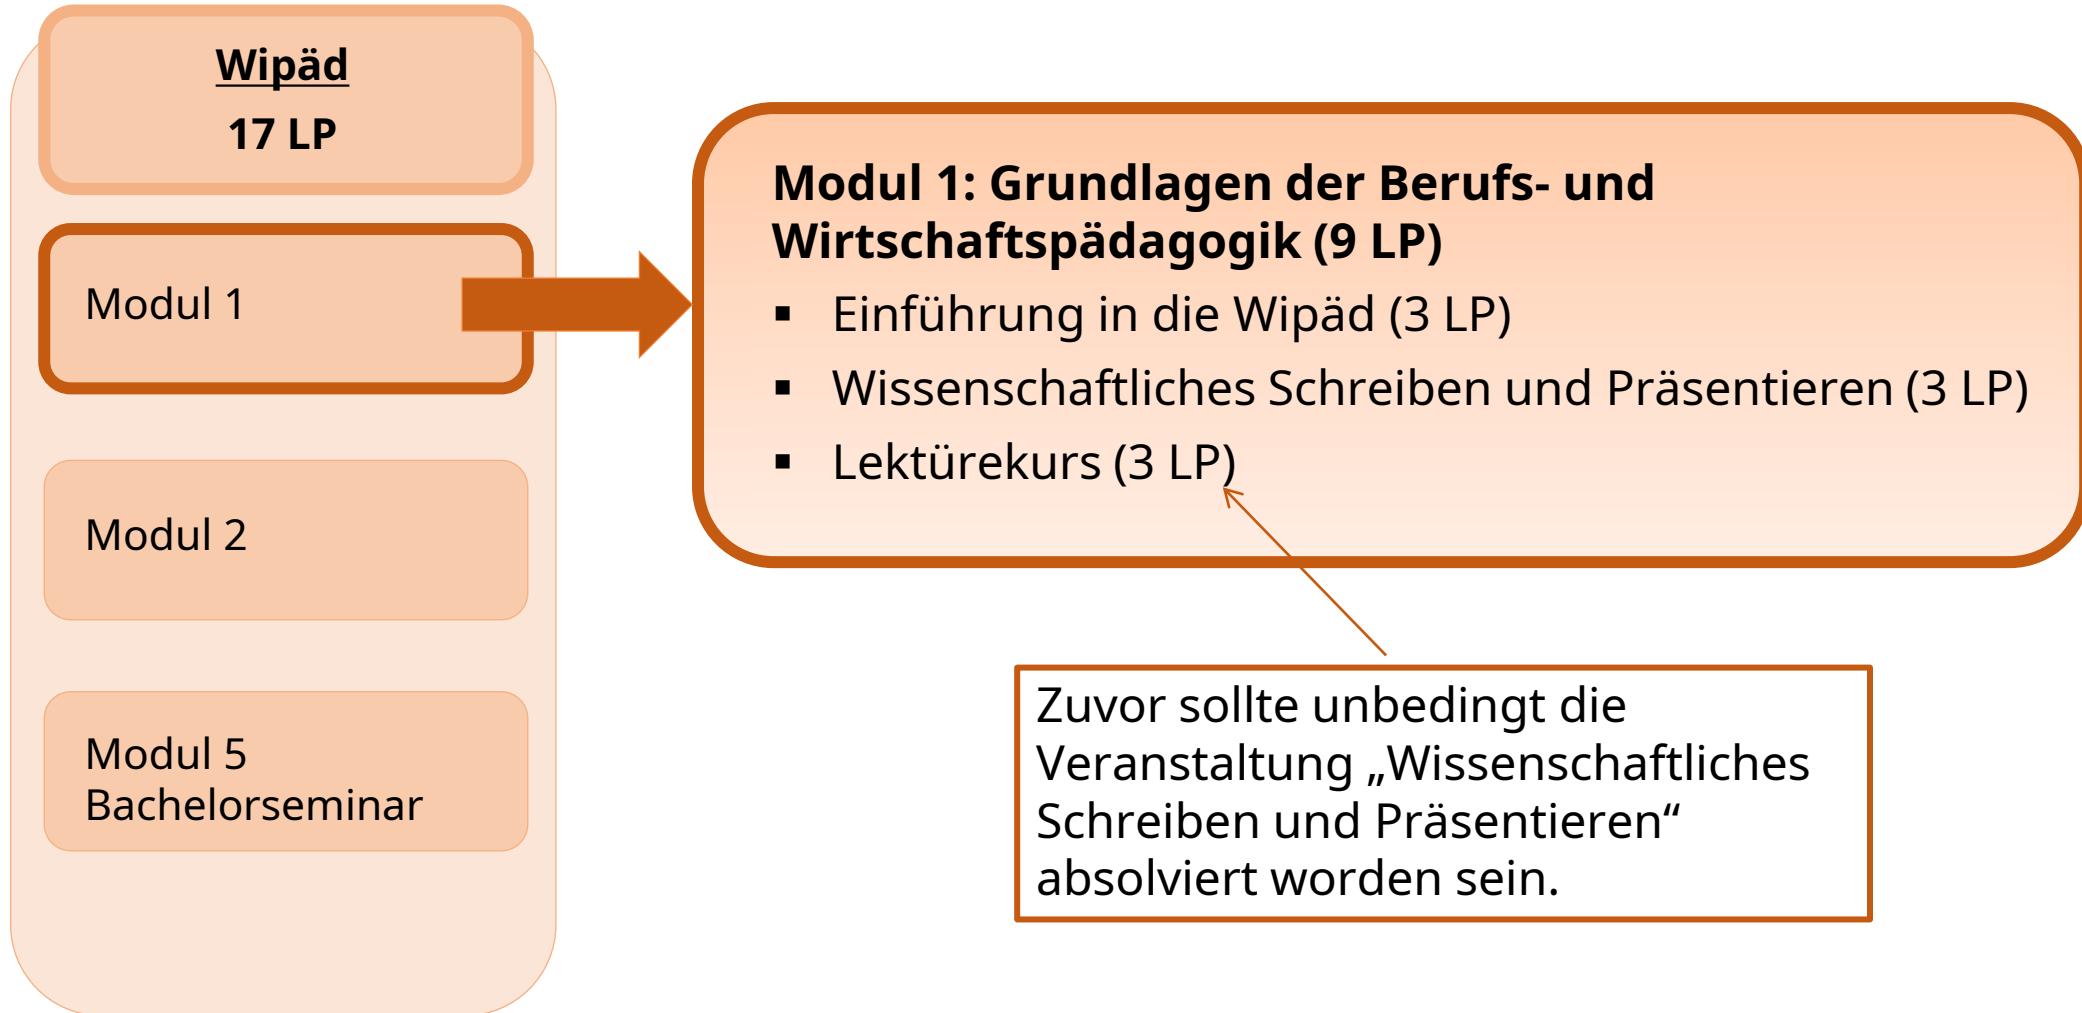 Wipäd
17 LP
Modul 1
Modul 2
Modul 5
Bachelorseminar
Modul 1: Grundlagen der Berufs- und
Wirtschaftspädagogik (9 LP)
▪ Einführung in die Wipäd (3 LP)
▪ Wissenschaftliches Schreiben und Präsentieren (3 LP)
▪ Lektürekurs (3 LP)
Zuvor sollte unbedingt die
Veranstaltung „Wissenschaftliches
Schreiben und Präsentieren“
absolviert worden sein.